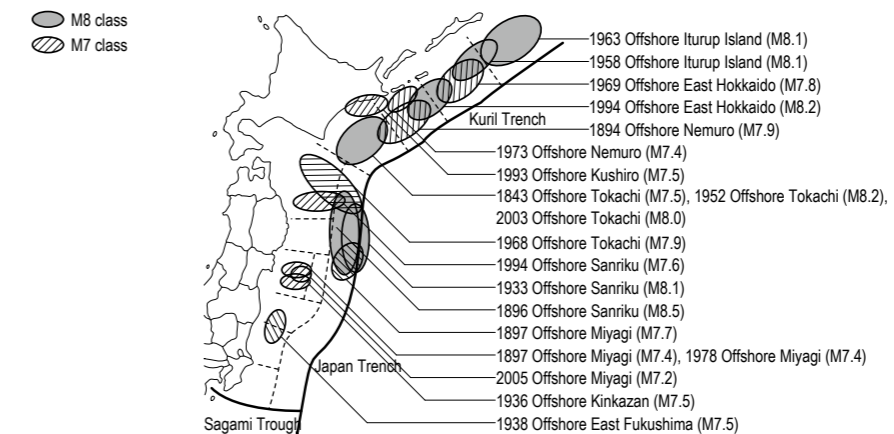 M8 class
M7 class
1963 Offshore Iturup Island (M8.1)
1958 Offshore Iturup Island (M8.1)
1969 Offshore East Hokkaido (M7.8)
1994 Offshore East Hokkaido (M8.2)
Kuril Trench
1894 Offshore Nemuro (M7.9)
1973 Offshore Nemuro (M7.4)
1993 Offshore Kushiro (M7.5)
1843 Offshore Tokachi (M7.5), 1952 Offshore Tokachi (M8.2),
2003 Offshore Tokachi (M8.0)
1968 Offshore Tokachi (M7.9)
1994 Offshore Sanriku (M7.6)
1933 Offshore Sanriku (M8.1)
1896 Offshore Sanriku (M8.5)
1897 Offshore Miyagi (M7.7)
1897 Offshore Miyagi (M7.4), 1978 Offshore Miyagi (M7.4)
Japan Trench
2005 Offshore Miyagi (M7.2)
1936 Offshore Kinkazan (M7.5)
Sagami Trough
1938 Offshore East Fukushima (M7.5)